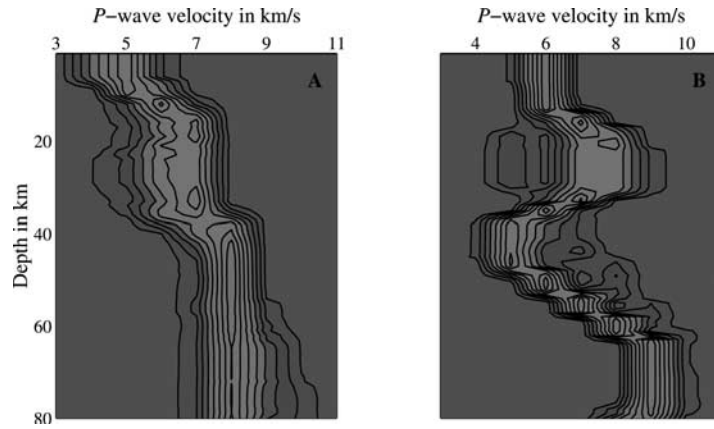 P-wave velocity in km/s
3 5 7 9 11
A
20
40
60
80
Depth in km
P-wave velocity in km/s
4 6 8 10
B